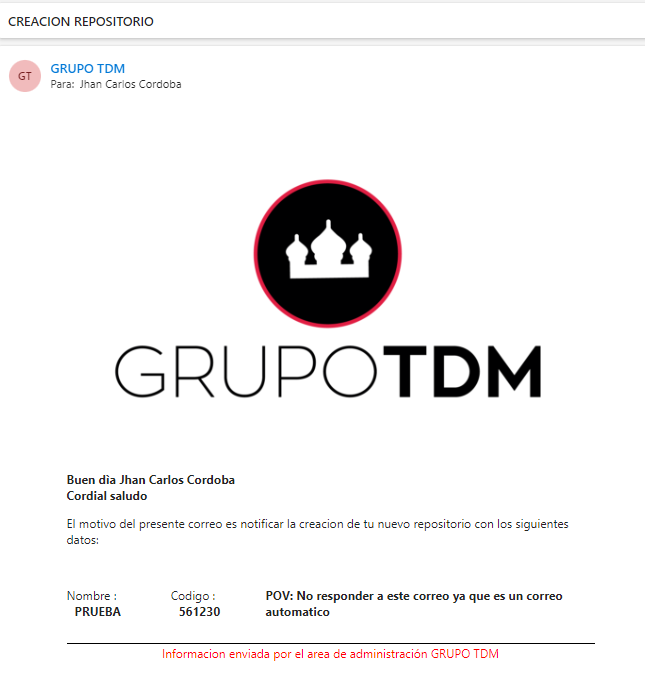 CREACION REPOSITORIO
GT
GRUPO TDM
Para: Jhan Carlos Cordoba
GRUPOTDM
Buen dìa Jhan Carlos Cordoba
Cordial saludo
El motivo del presente correo es notificar la creacion de tu nuevo repositorio con los siguientes
datos:
Nombre :
PRUEBA
Codigo :
561230
POV: No responder a este correo ya que es un correo
automatico
Informacion enviada por el area de administración GRUPO TDM